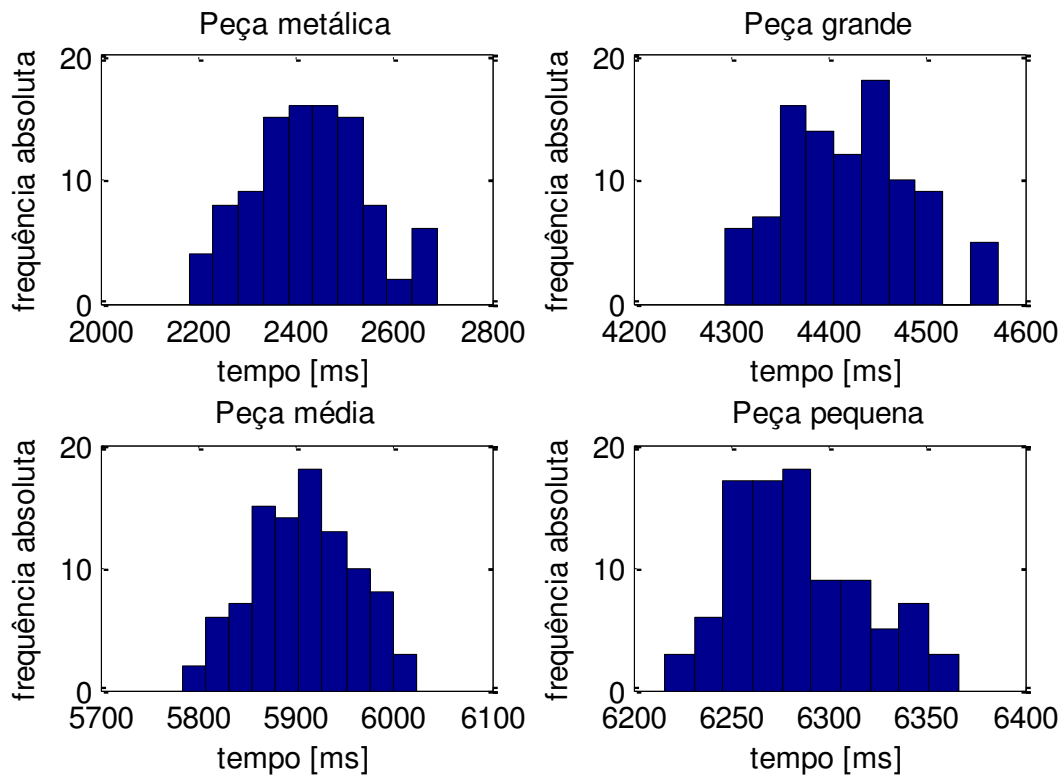 Peça metálica
frequência absoluta
20
10
0
2000 2200 2400 2600 2800
tempo [ms]
Peça grande
frequência absoluta
20
10
0
4200 4300 4400 4500 4600
tempo [ms]
Peça média
frequência absoluta
20
10
0
5700 5800 5900 6000 6100
tempo [ms]
Peça pequena
frequência absoluta
20
10
0
6200 6250 6300 6350 6400
tempo [ms]